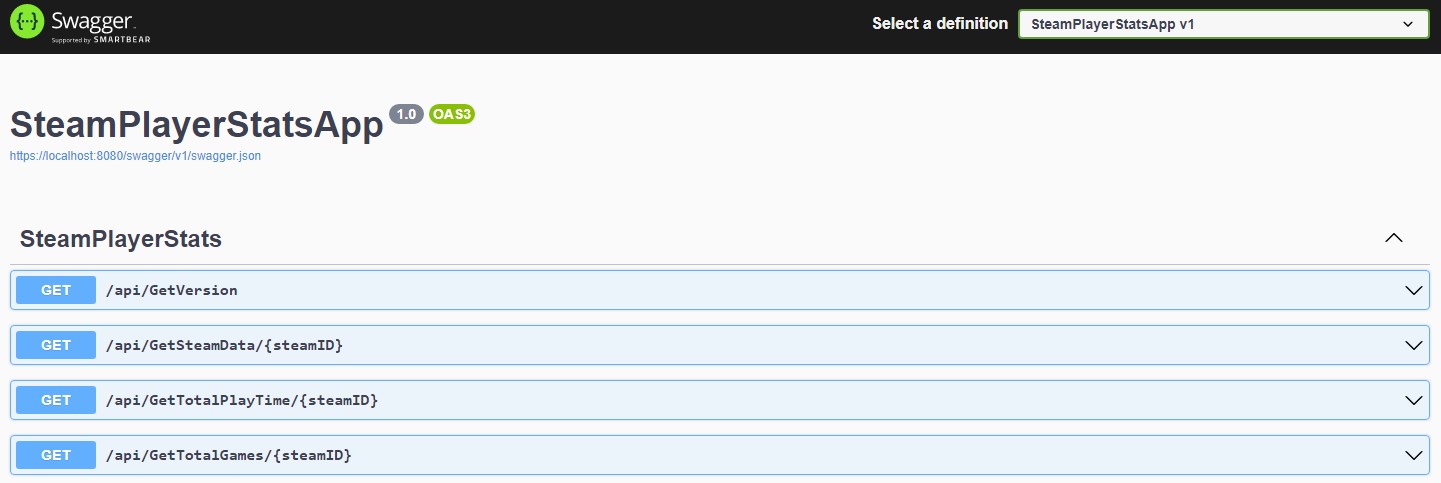 Swagger
Supported by SMARTBEAR
Select a definition
SteamPlayerStatsApp v1
SteamPlayerStatsApp 1.0 OAS3
https://localhost:8080/swagger/v1/swagger.json
SteamPlayerStats
GET /api/GetVersion
GET /api/GetSteamData/{steamID}
GET /api/GetTotalPlayTime/{steamID}
GET /api/GetTotalGames/{steamID}